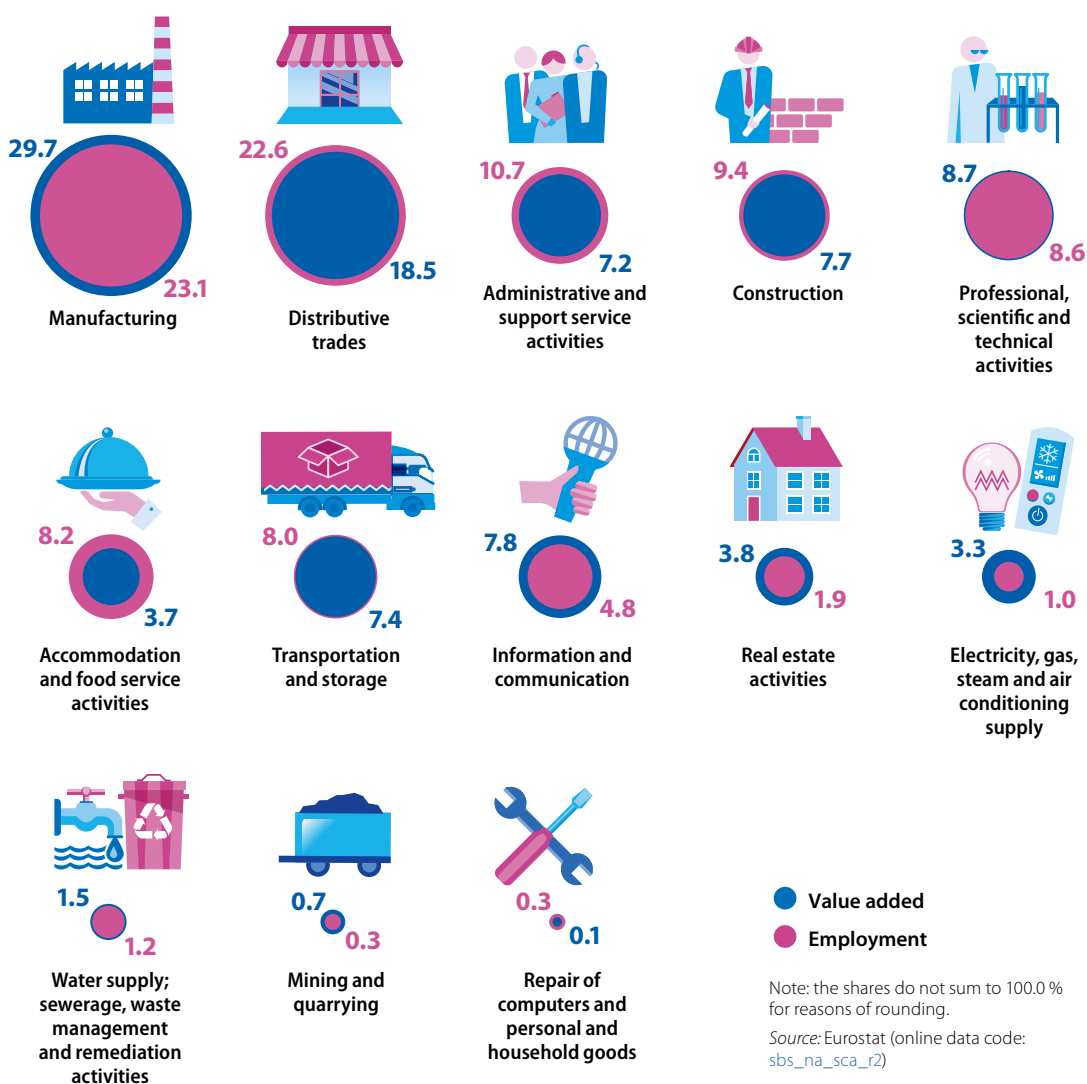 29.7
23.1
Manufacturing
22.6
18.5
Distributive
trades
10.7
7.2
Administrative and
support service
activities
9.4
7.7
Construction
8.7
8.6
Professional,
scientific and
technical
activities
8.2
3.7
Accommodation
and food service
activities
8.0
7.4
Transportation
and storage
7.8
4.8
Information and
communication
3.8
1.9
Real estate
activities
3.3
1.0
Electricity, gas,
steam and air
conditioning
supply
1.5
1.2
Water supply;
sewerage, waste
management
and remediation
activities
0.7
0.3
Mining and
quarrying
0.3
0.1
Repair of
computers and
personal and
household goods
Value added
Employment
Note: the shares do not sum to 100.0 %
for reasons of rounding.
Source: Eurostat (online data code:
sbs_na_sca_r2)